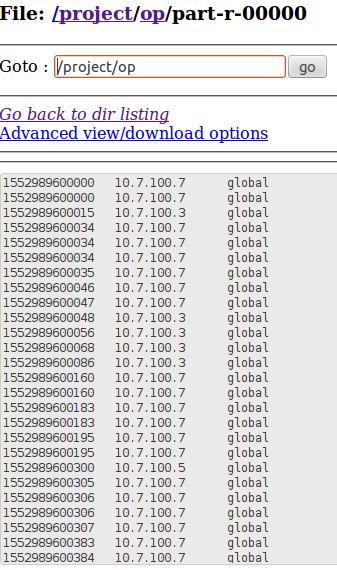 File: /project/op/part-r-00000
Goto : /project/op go
Go back to dir listing
Advanced view/download options
1552989600000 10.7.100.7 global
1552989600000 10.7.100.7 global
1552989600015 10.7.100.3 global
1552989600034 10.7.100.7 global
1552989600034 10.7.100.7 global
1552989600034 10.7.100.7 global
1552989600035 10.7.100.7 global
1552989600046 10.7.100.7 global
1552989600047 10.7.100.7 global
1552989600048 10.7.100.3 global
1552989600056 10.7.100.3 global
1552989600068 10.7.100.3 global
1552989600086 10.7.100.3 global
1552989600160 10.7.100.7 global
1552989600160 10.7.100.7 global
1552989600183 10.7.100.7 global
1552989600183 10.7.100.7 global
1552989600195 10.7.100.7 global
1552989600195 10.7.100.7 global
1552989600300 10.7.100.5 global
1552989600305 10.7.100.7 global
1552989600306 10.7.100.7 global
1552989600306 10.7.100.7 global
1552989600307 10.7.100.7 global
1552989600383 10.7.100.7 global
1552989600384 10.7.100.7 global